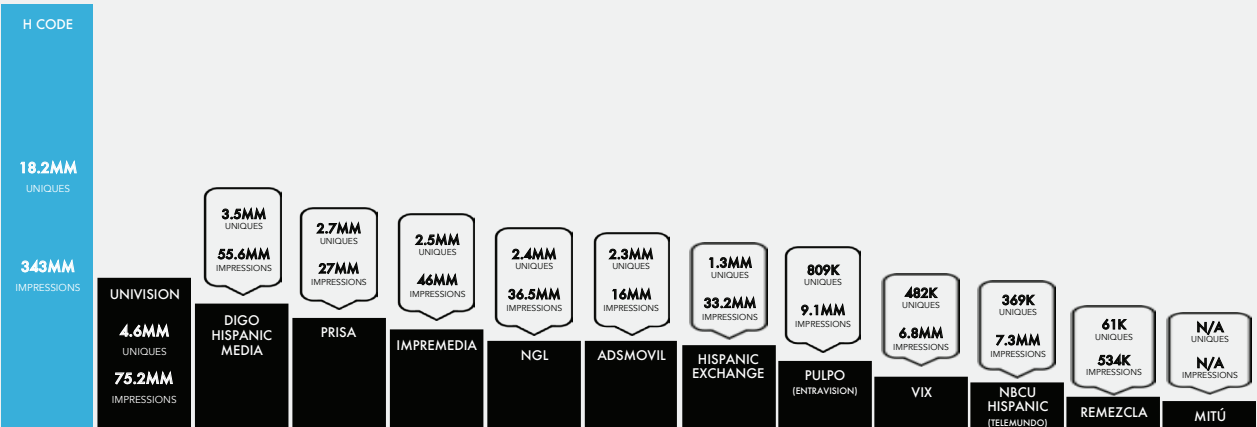 H CODE
18.2MM
UNIQUES
343MM
IMPRESSIONS
UNIVISION
4.6MM
UNIQUES
75.2MM
IMPRESSIONS
3.5MM
UNIQUES
55.6MM
IMPRESSIONS
DIGO
HISPANIC
MEDIA
2.7MM
UNIQUES
27MM
IMPRESSIONS
PRISA
2.5MM
UNIQUES
46MM
IMPRESSIONS
IMPREMEDIA
2.4MM
UNIQUES
36.5MM
IMPRESSIONS
NGL
2.3MM
UNIQUES
16MM
IMPRESSIONS
ADSMOVIL
1.3MM
UNIQUES
33.2MM
IMPRESSIONS
HISPANIC
EXCHANGE
809K
UNIQUES
9.1MM
IMPRESSIONS
PULPO
(ENTRAVISION)
482K
UNIQUES
6.8MM
IMPRESSIONS
VIX
369K
UNIQUES
7.3MM
IMPRESSIONS
NBCU
HISPANIC
(TELEMUNDO)
61K
UNIQUES
534K
IMPRESSIONS
REMEZCLA
N/A
UNIQUES
N/A
IMPRESSIONS
MITÚ